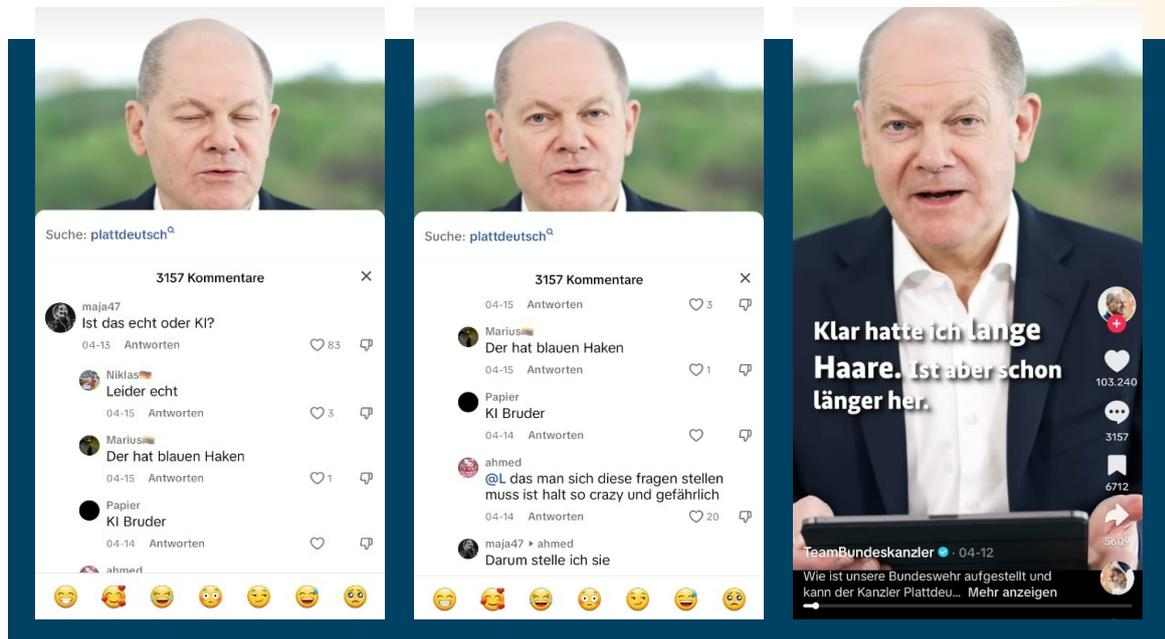 Suche: plattdeutsch
3157 Kommentare
maja47
Ist das echt oder KI?
04-13 Antworten 83
Niklas
Leider echt
04-15 Antworten 3
Marius
Der hat blauen Haken
04-15 Antworten 1
Papier
KI Bruder
04-14 Antworten
ahmed
Suche: plattdeutsch
3157 Kommentare
04-15 Antworten 3
Marius
Der hat blauen Haken
04-15 Antworten 1
Papier
KI Bruder
04-14 Antworten
ahmed
@L das man sich diese fragen stellen
muss ist halt so crazy und gefährlich
04-14 Antworten 20
maja47 ▸ ahmed
Darum stelle ich sie
Klar hatte ich lange
Haare. Ist aber schon
länger her.
103.240
3157
6712
5609
TeamBundeskanzler · 04-12
Wie ist unsere Bundeswehr aufgestellt und
kann der Kanzler Plattdeu... Mehr anzeigen